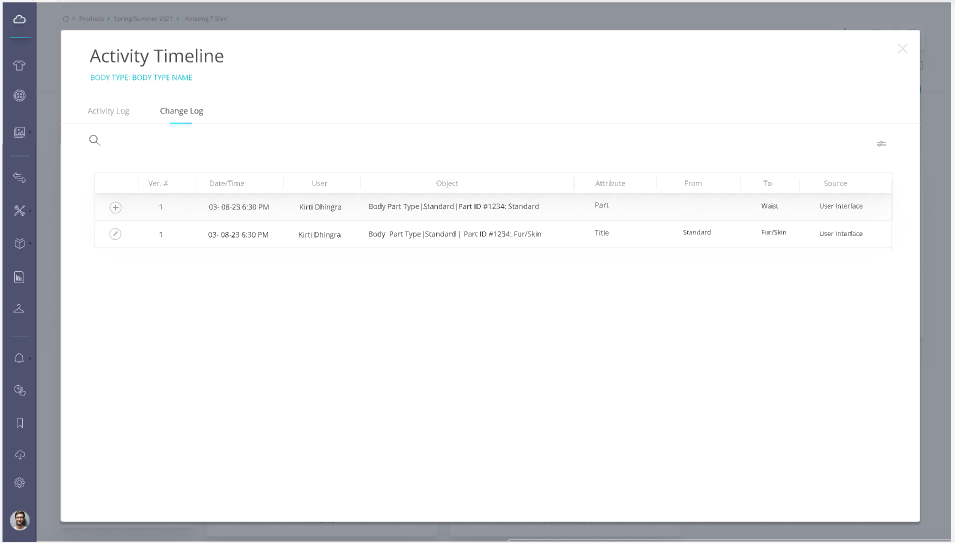 Products > Spring/Summer 2021 > Amazing T-Shirt
Activity Timeline
BODY TYPE: BODY TYPE NAME
Activity Log Change Log
Ver. # Date/Time User Object Attribute From To Source
1 03- 08-23 6:30 PM Kirti Dhingra Body Part Type|Standard|Part ID #1234: Standard Part Waist User Interface
1 03- 08-23 6:30 PM Kirti Dhingra Body Part Type|Standard | Part ID #1234: Fur/Skin Title Standard Fur/Skin User interface